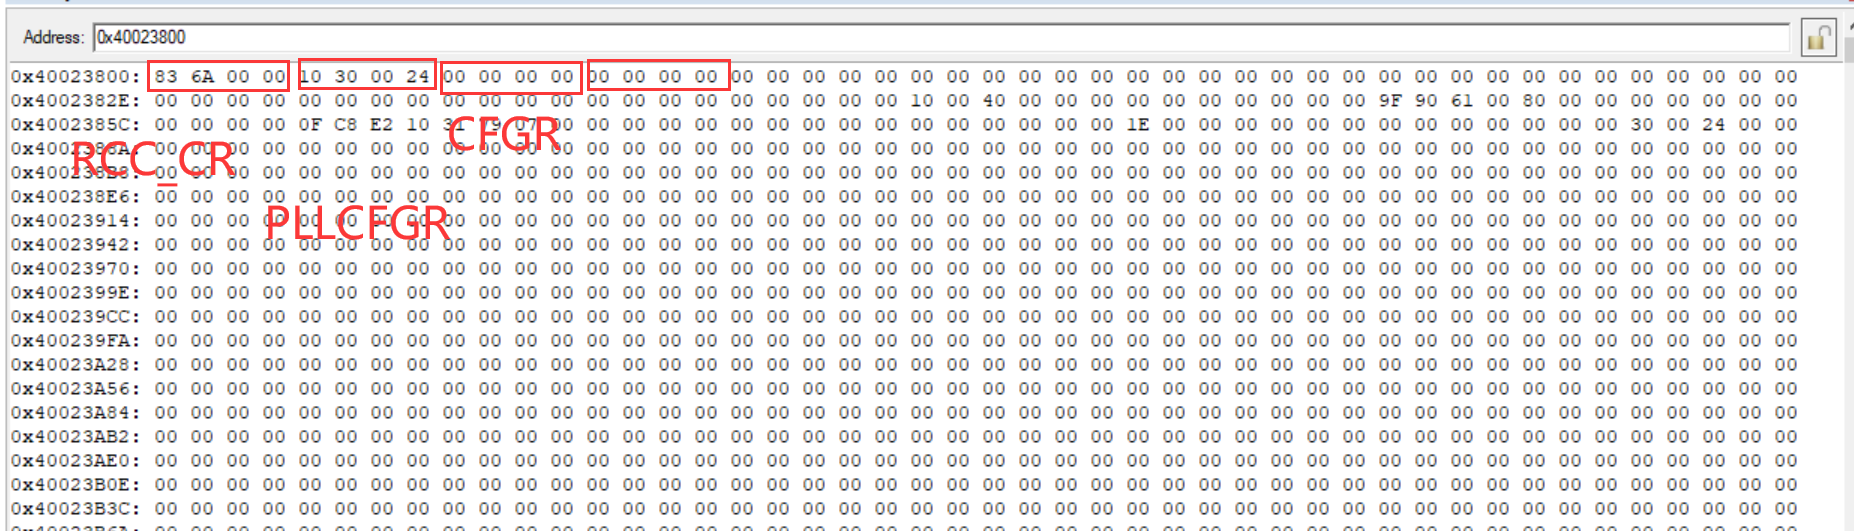 Address: 0x40023800
0x40023800: 83 6A 00 00 10 30 00 24 00 00 00 00 00 00 00 00 00 00 00 00 00 00 00 00 00 00 00 00 00 00 00 00 00 00 00 00 00 00 00 00 00 00 00 00 00 00
0x4002382E: 00 00 00 00 00 00 00 00 00 00 00 00 00 00 00 00 00 00 00 00 00 10 00 40 00 00 00 00 00 00 00 00 00 00 9F 90 61 00 80 00 00 00 00 00 00 00
0x4002385C: 00 00 00 00 0F C8 E2 10 31 07 00 00 00 00 00 00 00 00 00 00 00 00 00 00 00 00 1E 00 00 00 00 00 00 00 00 00 00 00 00 00 30 00 24 00 00
CFGR
0x4002388A: 00 00 00 00 00 00 00 00 00 00 00 00 00 00 00 00 00 00 00 00 00 00 00 00 00 00 00 00 00 00 00 00 00 00 00 00 00 00 00 00 00 00 00 00 00 00
RCC_CR
0x400238B8: 00 00 00 00 00 00 00 00 00 00 00 00 00 00 00 00 00 00 00 00 00 00 00 00 00 00 00 00 00 00 00 00 00 00 00 00 00 00 00 00 00 00 00 00 00 00
0x400238E6: 00 00 00 00 00 00 00 00 00 00 00 00 00 00 00 00 00 00 00 00 00 00 00 00 00 00 00 00 00 00 00 00 00 00 00 00 00 00 00 00 00 00 00 00 00 00
0x40023914: 00 00 00 00 00 00 00 00 00 00 00 00 00 00 00 00 00 00 00 00 00 00 00 00 00 00 00 00 00 00 00 00 00 00 00 00 00 00 00 00 00 00 00 00 00 00
PLLCFGR
0x40023942: 00 00 00 00 00 00 00 00 00 00 00 00 00 00 00 00 00 00 00 00 00 00 00 00 00 00 00 00 00 00 00 00 00 00 00 00 00 00 00 00 00 00 00 00 00 00
0x40023970: 00 00 00 00 00 00 00 00 00 00 00 00 00 00 00 00 00 00 00 00 00 00 00 00 00 00 00 00 00 00 00 00 00 00 00 00 00 00 00 00 00 00 00 00 00 00
0x4002399E: 00 00 00 00 00 00 00 00 00 00 00 00 00 00 00 00 00 00 00 00 00 00 00 00 00 00 00 00 00 00 00 00 00 00 00 00 00 00 00 00 00 00 00 00 00 00
0x400239CC: 00 00 00 00 00 00 00 00 00 00 00 00 00 00 00 00 00 00 00 00 00 00 00 00 00 00 00 00 00 00 00 00 00 00 00 00 00 00 00 00 00 00 00 00 00 00
0x400239FA: 00 00 00 00 00 00 00 00 00 00 00 00 00 00 00 00 00 00 00 00 00 00 00 00 00 00 00 00 00 00 00 00 00 00 00 00 00 00 00 00 00 00 00 00 00 00
0x40023A28: 00 00 00 00 00 00 00 00 00 00 00 00 00 00 00 00 00 00 00 00 00 00 00 00 00 00 00 00 00 00 00 00 00 00 00 00 00 00 00 00 00 00 00 00 00 00
0x40023A56: 00 00 00 00 00 00 00 00 00 00 00 00 00 00 00 00 00 00 00 00 00 00 00 00 00 00 00 00 00 00 00 00 00 00 00 00 00 00 00 00 00 00 00 00 00 00
0x40023A84: 00 00 00 00 00 00 00 00 00 00 00 00 00 00 00 00 00 00 00 00 00 00 00 00 00 00 00 00 00 00 00 00 00 00 00 00 00 00 00 00 00 00 00 00 00 00
0x40023AB2: 00 00 00 00 00 00 00 00 00 00 00 00 00 00 00 00 00 00 00 00 00 00 00 00 00 00 00 00 00 00 00 00 00 00 00 00 00 00 00 00 00 00 00 00 00 00
0x40023AE0: 00 00 00 00 00 00 00 00 00 00 00 00 00 00 00 00 00 00 00 00 00 00 00 00 00 00 00 00 00 00 00 00 00 00 00 00 00 00 00 00 00 00 00 00 00 00
0x40023B0E: 00 00 00 00 00 00 00 00 00 00 00 00 00 00 00 00 00 00 00 00 00 00 00 00 00 00 00 00 00 00 00 00 00 00 00 00 00 00 00 00 00 00 00 00 00 00
0x40023B3C: 00 00 00 00 00 00 00 00 00 00 00 00 00 00 00 00 00 00 00 00 00 00 00 00 00 00 00 00 00 00 00 00 00 00 00 00 00 00 00 00 00 00 00 00 00 00